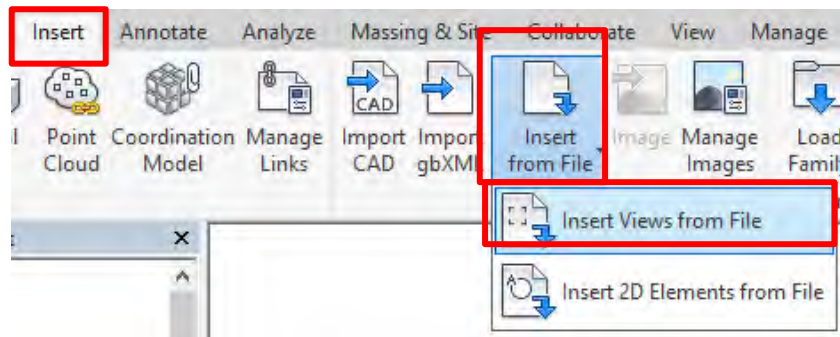 Insert Annotate Analyze Massing & Site Collaborate View Manage
CAD
Point Coordination Manage Import Import Insert Image Manage Load
Cloud Model Links CAD gbXML from File Images
Insert Views from File
Insert 2D Elements from File